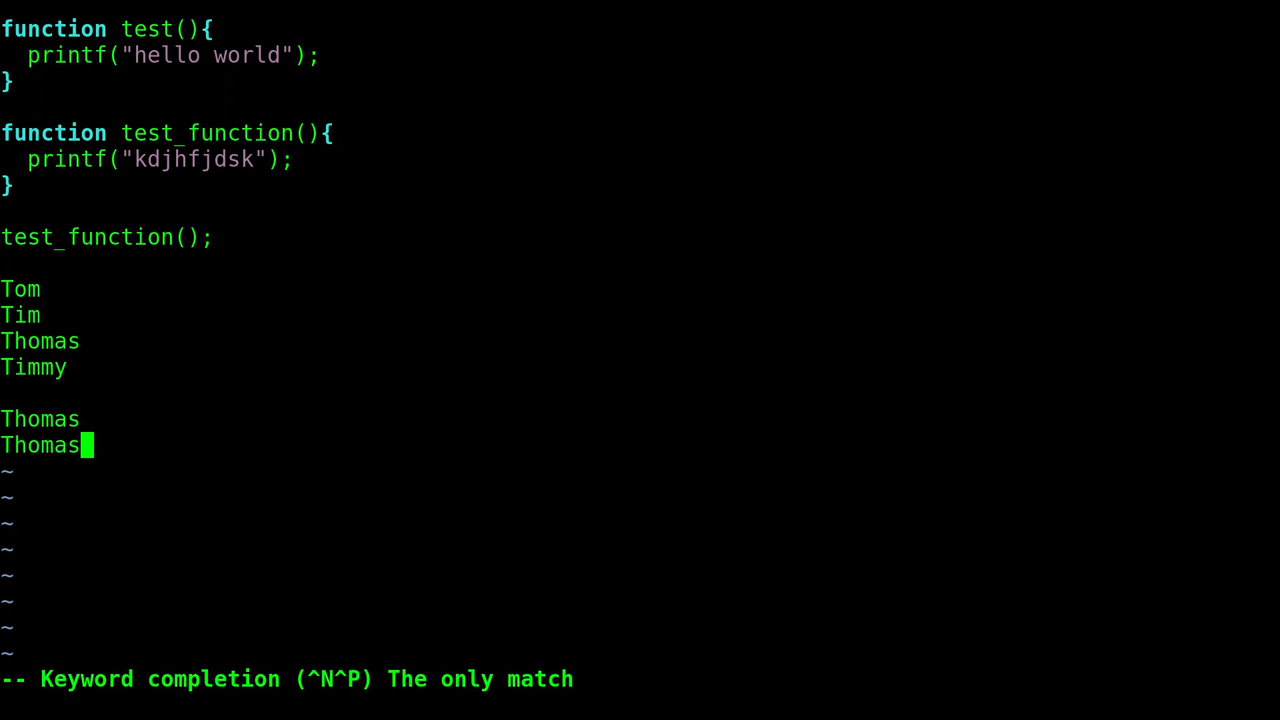 function test(){
  printf("hello world");
}
function test_function(){
  printf("kdjhfjdsk");
}
test_function();
Tom
Tim
Thomas
Timmy
Thomas
Thomas
~
~
~
~
~
~
~
~
-- Keyword completion (^N^P) The only match